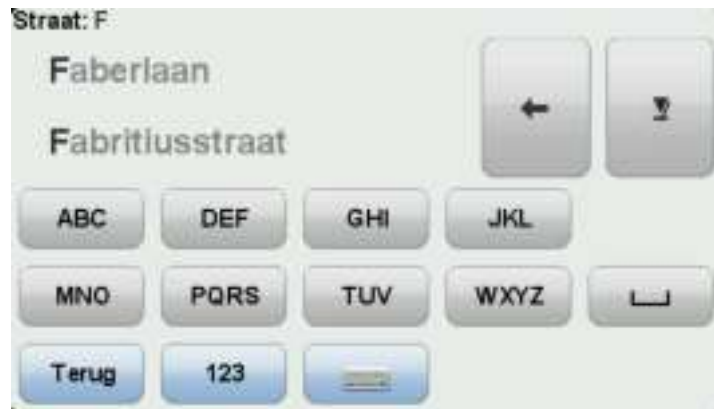 Straat: F
Faberlaan
Fabritiusstraat
ABC DEF GHI JKL
MNO PQRS TUV WXYZ
Terug 123